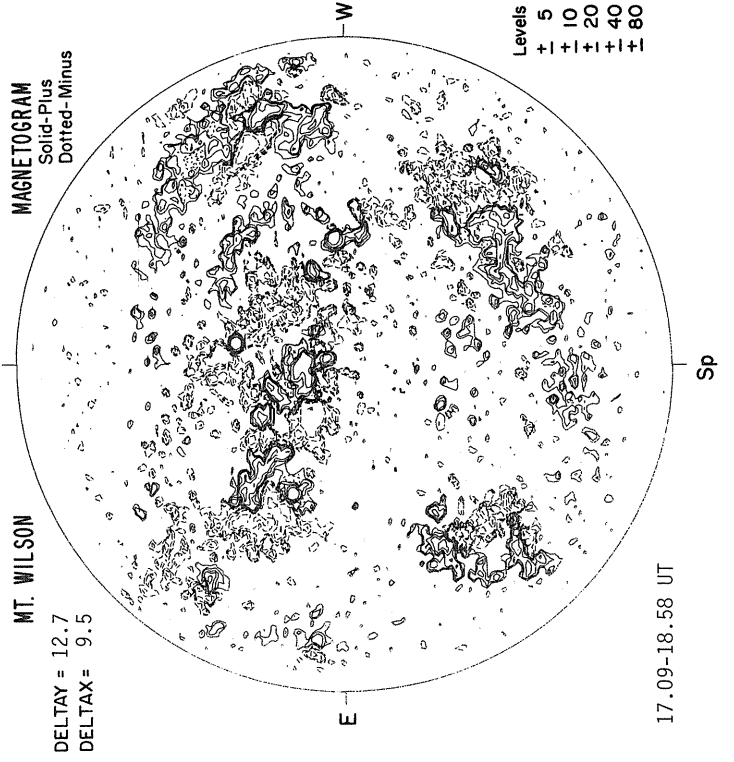 MT. WILSON
MAGNETOGRAM
Solid-Plus
Dotted-Minus
DELTAY = 12.7
DELTAX = 9.5
W
E
Sp
Levels
± 5
± 10
± 20
± 40
± 80
17.09-18.58 UT